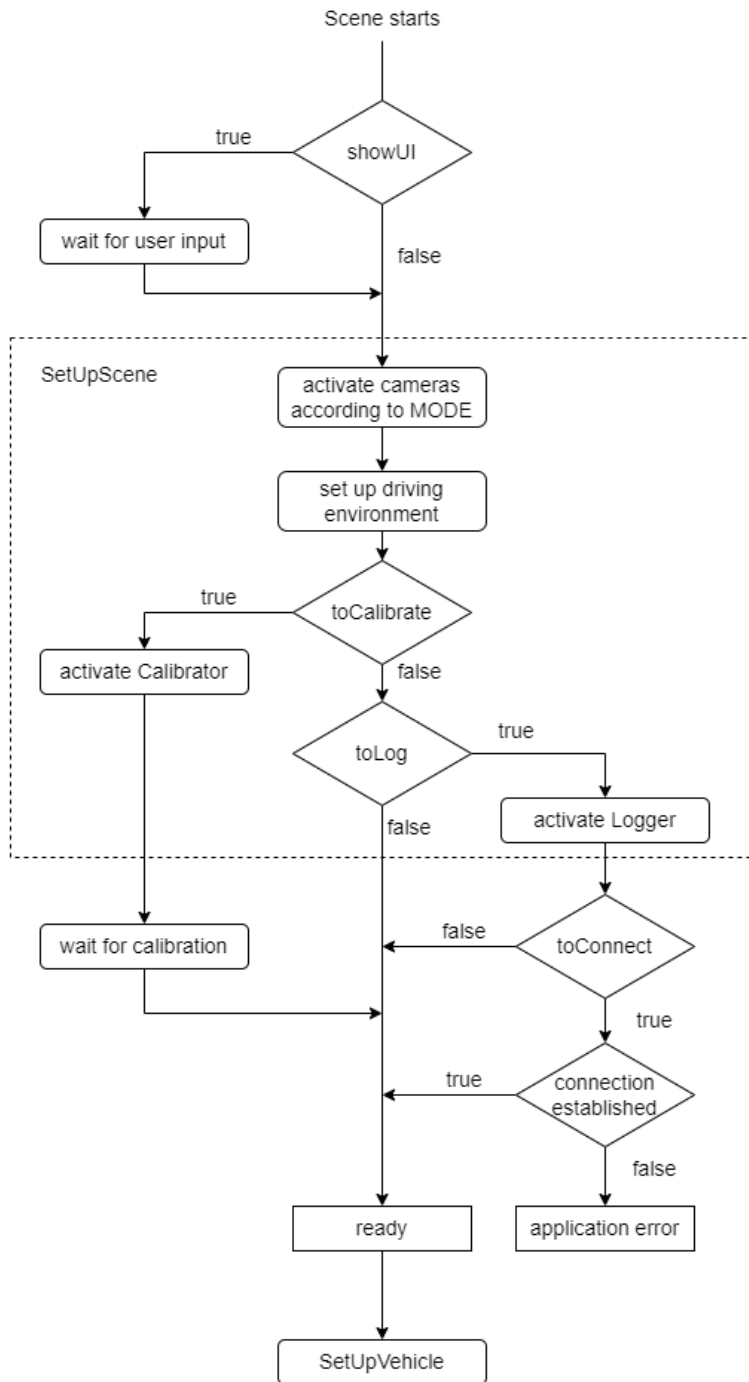 Scene starts
true
showUI
wait for user input
false
SetUpScene
activate cameras
according to MODE
set up driving
environment
true
toCalibrate
activate Calibrator
false
true
toLog
activate Logger
false
wait for calibration
false
toConnect
true
true
connection
established
false
ready
application error
SetUpVehicle